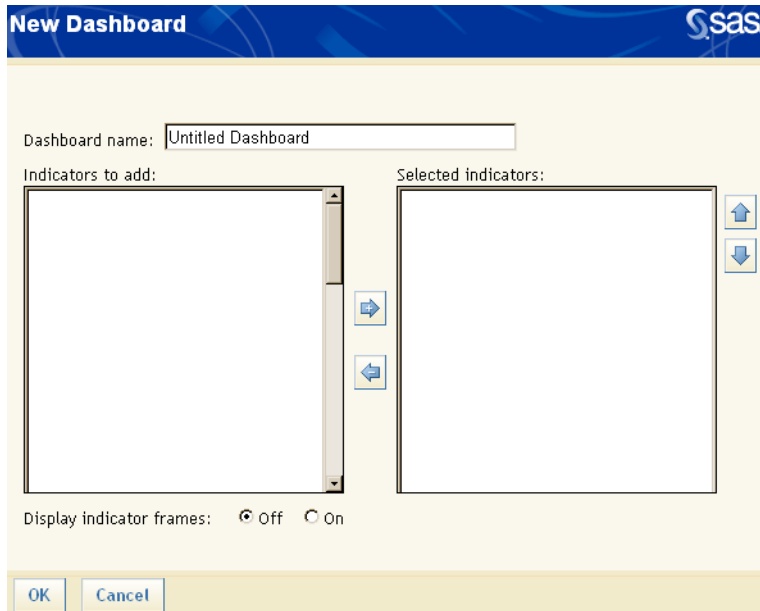 New Dashboard
sas
Dashboard name: Untitled Dashboard
Indicators to add:
Selected indicators:
Display indicator frames: Off On
OK Cancel